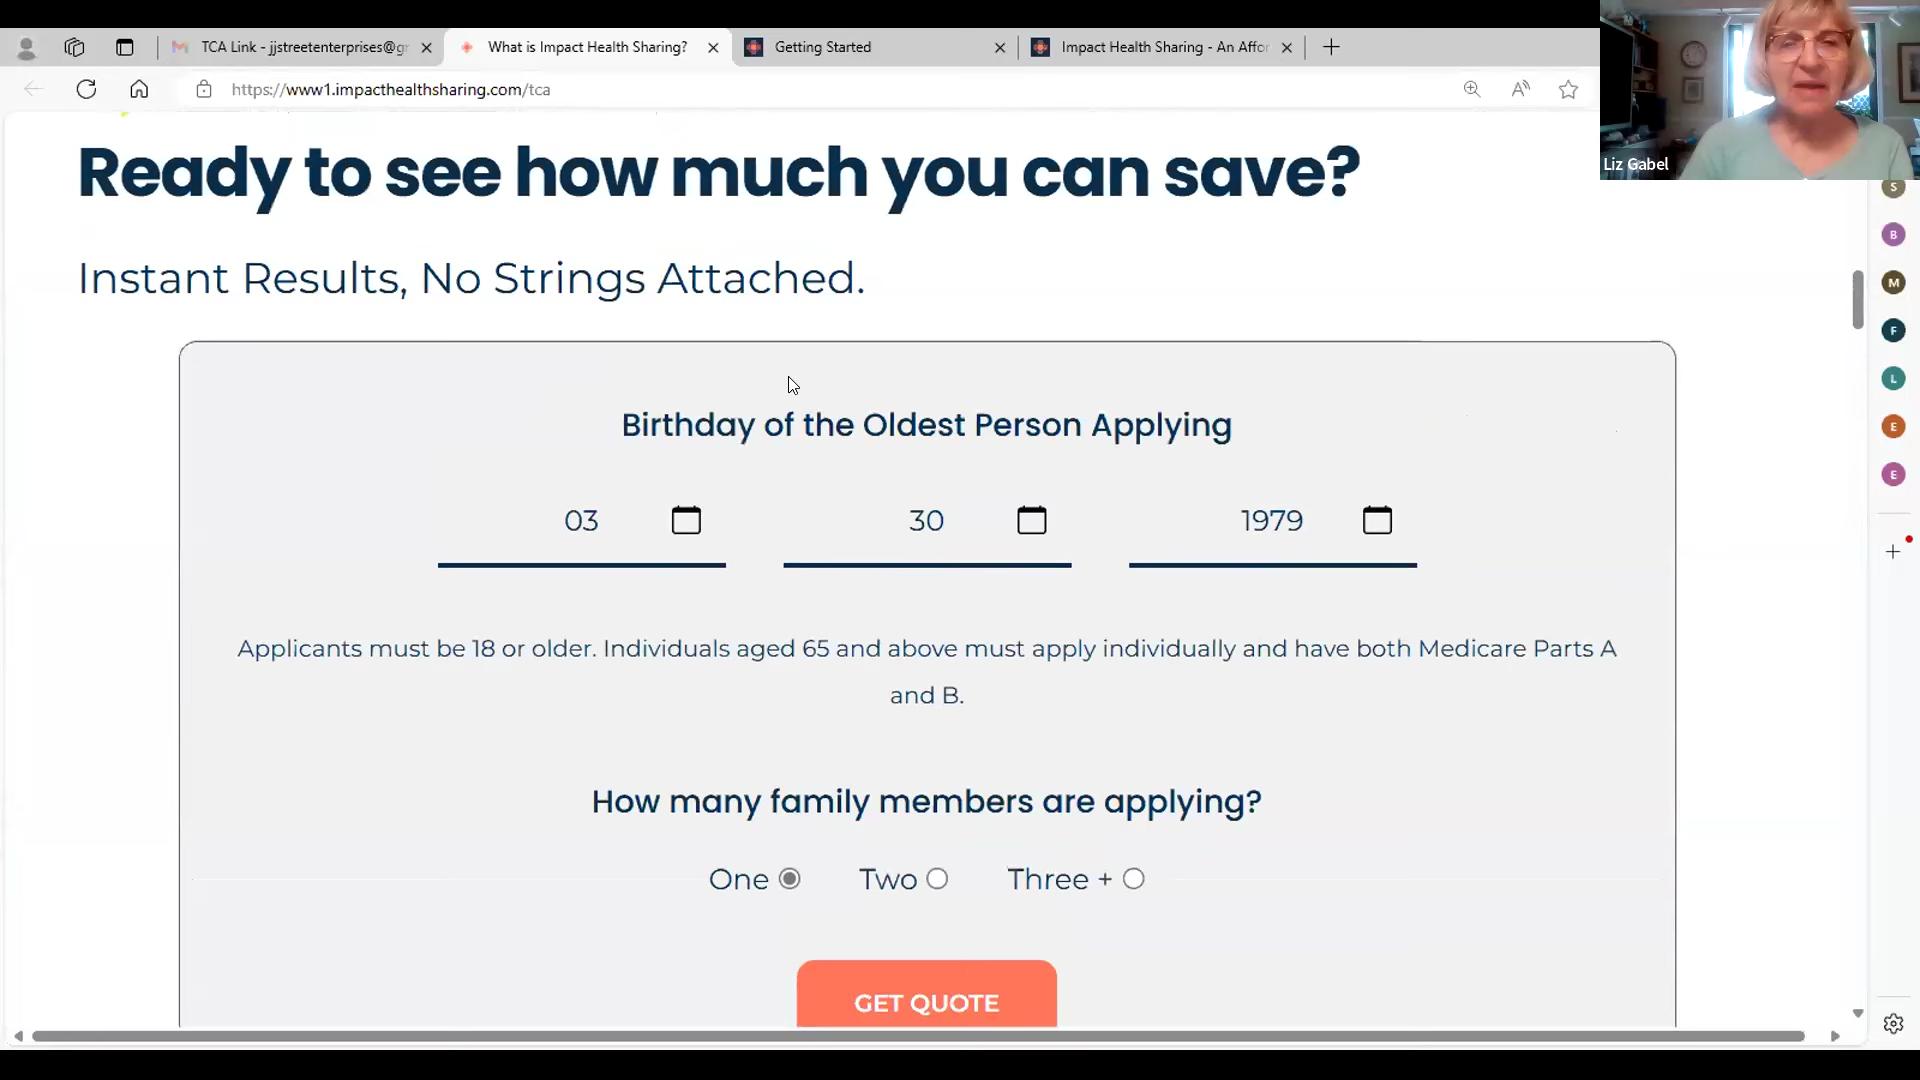 TCA Link - jjstreetenterprises@gr
What is Impact Health Sharing?
Getting Started
Impact Health Sharing - An Affor
https://www1.impacthealthsharing.com/tca
Liz Gabel
Ready to see how much you can save?
Instant Results, No Strings Attached.
Birthday of the Oldest Person Applying
03
30
1979
Applicants must be 18 or older. Individuals aged 65 and above must apply individually and have both Medicare Parts A
and B.
How many family members are applying?
One
Two
Three +
GET QUOTE
S
B
M
F
L
E
E